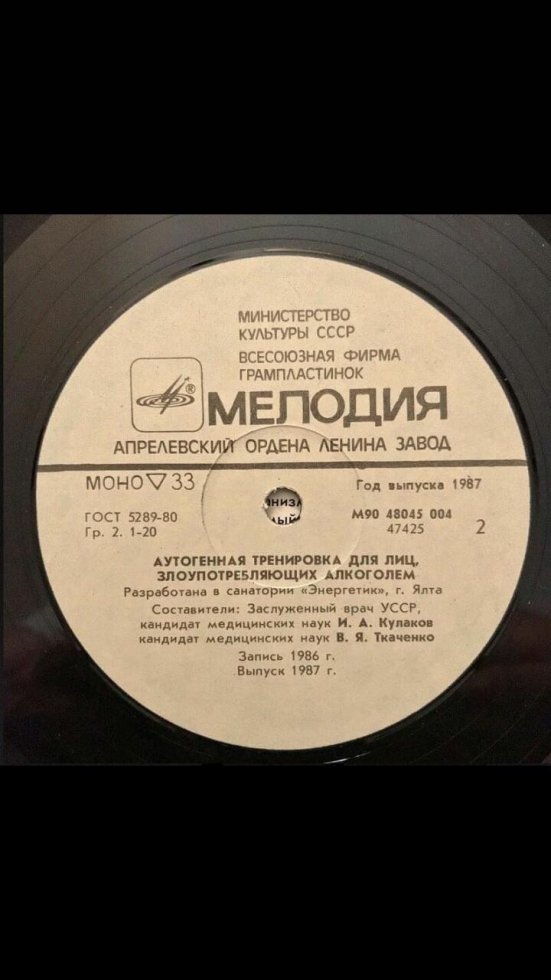 МИНИСТЕРСТВО
КУЛЬТУРЫ СССР
ВСЕСОЮЗНАЯ ФИРМА
ГРАМПЛАСТИНОК
®
МЕЛОДИЯ
АПРЕЛЕВСКИЙ ОРДЕНА ЛЕНИНА ЗАВОД
МОНО ▽ 33
Год выпуска 1987
ГОСТ 5289-80
Гр. 2. 1-20
М90 48045 004
47425
2
АУТОГЕННАЯ ТРЕНИРОВКА ДЛЯ ЛИЦ,
ЗЛОУПОТРЕБЛЯЮЩИХ АЛКОГОЛЕМ
Разработана в санатории «Энергетик», г. Ялта
Составители: Заслуженный врач УССР,
кандидат медицинских наук И. А. Кулаков
кандидат медицинских наук В. Я. Ткаченко
Запись 1986 г.
Выпуск 1987 г.